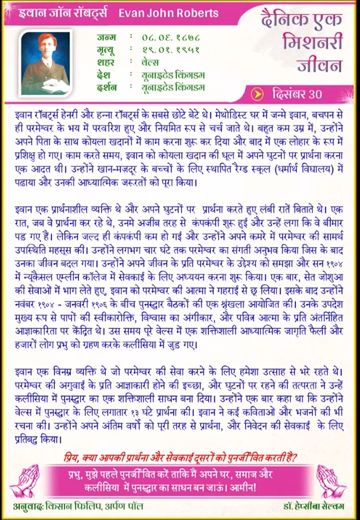 इवान जॉन रॉबर्ट्स Evan John Roberts
दैनिक एक
मिशनरी
जीवन
जन्म : ०८.०६.१८७८
मृत्यु : २९.०१.१९५१
शहर : वेल्स
देश : यूनाइटेड किंगडम
दर्शन : यूनाइटेड किंगडम
दिसंबर 30
इवान रॉबर्ट्स हेनरी और हन्ना रॉबर्ट्स के सबसे छोटे बेटे थे। मेथोडिस्ट घर में जन्मे इवान, बचपन से
ही परमेश्वर के भय में परवरिश हुए और नियमित रूप से चर्च जाते थे। बहुत कम उम्र में, उन्होंने
अपने पिता के साथ कोयला खदानों में काम करना शुरू कर दिया और बाद में एक लोहार के रूप में
प्रशिक्षु हो गए। काम करते समय, इवान को कोयला खदान की धूल में अपने घुटनों पर प्रार्थना करना
एक आदत थी। उन्होंने खान-मजदूर के बच्चों के लिए स्थापित रैग्ड स्कूल (धर्मार्थ विद्यालय) में
पढाया और उनकी आध्यात्मिक जरूरतों को पूरा किया।
इवान एक प्रार्थनाशील व्यक्ति थे और अपने घुटनों पर प्रार्थना करते हुए लंबी रातें बिताते थे। एक
रात, जब वे प्रार्थना कर रहे थे, उनमे अजीब तरह से कंपकंपी शुरू हुई और उन्हें लगा कि वे बीमार
पड़ गए है। लेकिन जल्द ही कंपकंपी कम हो गई और उन्होंने अपने कमरे में परमेश्वर की सामर्थ
उपस्थिति महसूस की। उन्होंने लगभग चार घंटे तक परमेश्वर का संगती अनुभव किया जिस के बाद
उनका जीवन बदल गया। उन्होंने अपने जीवन के प्रति परमेश्वर के उद्देश्य को समझा और सन १९०४
में न्यूकैसल एम्लीन कॉलेज में सेवकाई के लिए अध्ययन करना शुरू किया। एक बार, सेत जोशुआ
की सेवाओं में भाग लेते हुए, इवान को परमेश्वर की आत्मा ने गहराई से छू लिया। इसके बाद उन्होंने
नवंबर १९०४ - जनवरी १९०६ के बीच पुनरुद्धार बैठकों की एक श्रृंखला आयोजित की। उनके उपदेश
मुख्य रूप से पापों की स्वीकारोक्ति, विश्वास का अंगीकार, और पवित्र आत्मा के प्रति अंतर्निहित
आज्ञाकारिता पर केंद्रित थे। उस समय पूरे वेल्स में एक शक्तिशाली आध्यात्मिक जागृति फैली और
हजारों लोग प्रभु को ग्रहण करके कलीसिया में जुड़ गए।
इवान एक विनम्र व्यक्ति थे जो परमेश्वर की सेवा करने के लिए हमेशा उत्साह से भरे रहते थे।
परमेश्वर की अगुवाई के प्रति आज्ञाकारी होने की इच्छा, और घुटनों पर रहने की तत्परता ने उन्हें
कलीसिया में पुनरुद्धार का एक शक्तिशाली साधन बना दिया। उन्होंने एक बार कहा था कि उन्होंने
वेल्स में पुनरुद्धार के लिए लगातार १३ घंटे प्रार्थना की। इवान ने कई कविताओं और भजनों की भी
रचना की। उन्होंने अपने अंतिम वर्षों को पूरी तरह से प्रार्थना, और निवेदन की सेवकाई के लिए
प्रतिबद्ध किया।
प्रिय, क्या आपकी प्रार्थना और सेवकाई दूसरों को पुनर्जीवित करती हैं?
प्रभु, मुझे पहले पुनर्जीवित करें ताकि मैं अपने घर, समाज और
कलीसिया में पुनरुद्धार का साधन बन जाऊं। आमीन!
अनुवाद: किसान फिलिप, अर्पण पॉल
डॉ. हेप्सीबा सेल्वम